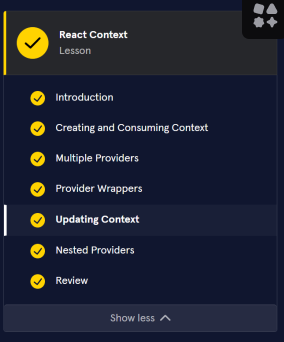 React Context
Lesson
Introduction
Creating and Consuming Context
Multiple Providers
Provider Wrappers
Updating Context
Nested Providers
Review
Show less